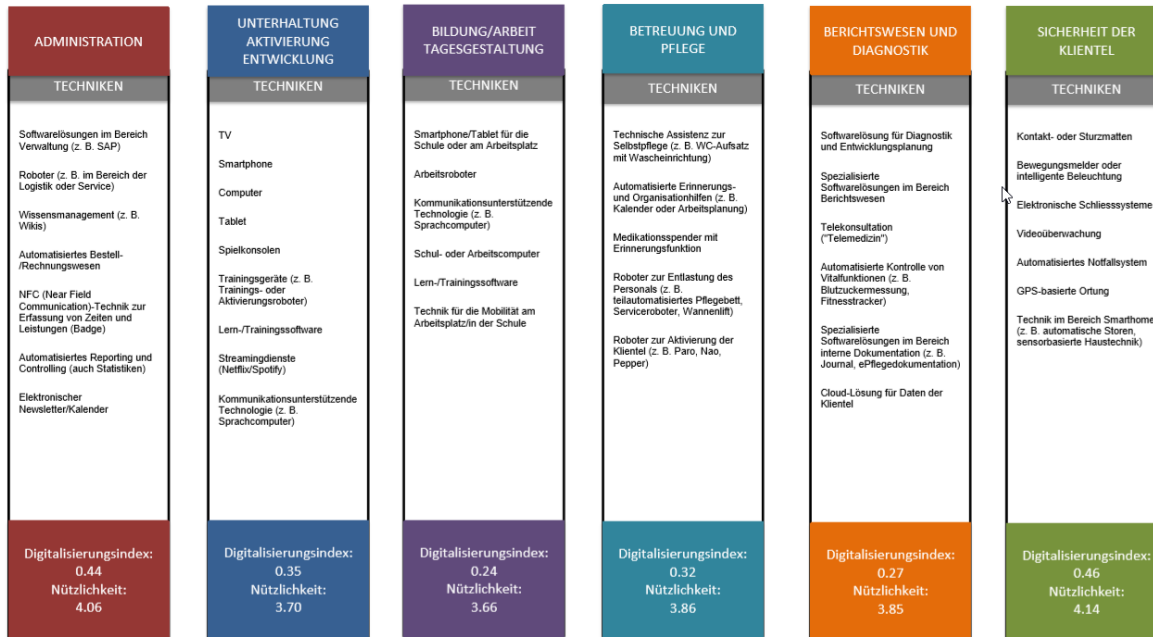 ADMINISTRATION
TECHNIKEN
Softwarelösungen im Bereich
Verwaltung (z. B. SAP)
Roboter (z. B. im Bereich der
Logistik oder Service)
Wissensmanagement (z. B.
Wikis)
Automatisiertes Bestell-
/Rechnungswesen
NFC (Near Field
Communication)-Technik zur
Erfassung von Zeiten und
Leistungen (Badge)
Automatisiertes Reporting und
Controlling (auch Statistiken)
Elektronischer
Newsletter/Kalender
Digitalisierungsindex:
0.44
Nützlichkeit:
4.06
UNTERHALTUNG
AKTIVIERUNG
ENTWICKLUNG
TECHNIKEN
TV
Smartphone
Computer
Tablet
Spielkonsolen
Trainingsgeräte (z. B.
Trainings- oder
Aktivierungsroboter)
Lern-/Trainingssoftware
Streamingdienste
(Netflix/Spotify)
Kommunikationsunterstützende
Technologie (z. B.
Sprachcomputer)
Digitalisierungsindex:
0.35
Nützlichkeit:
3.70
BILDUNG/ARBEIT
TAGESGESTALTUNG
TECHNIKEN
Smartphone/Tablet für die
Schule oder am Arbeitsplatz
Arbeitsroboter
Kommunikationsunterstützende
Technologie (z. B.
Sprachcomputer)
Schul- oder Arbeitscomputer
Lern-/Trainingssoftware
Technik für die Mobilität am
Arbeitsplatz/in der Schule
Digitalisierungsindex:
0.24
Nützlichkeit:
3.66
BETREUUNG UND
PFLEGE
TECHNIKEN
Technische Assistenz zur
Selbstpflege (z. B. WC-Aufsatz
mit Wascheinrichtung)
Automatisierte Erinnerungs-
und Organisationhilfen (z. B.
Kalender oder Arbeitsplanung)
Medikationsspender mit
Erinnerungsfunktion
Roboter zur Entlastung des
Personals (z. B.
teilautomatisiertes Pflegebett,
Serviceroboter, Wannenlift)
Roboter zur Aktivierung der
Klientel (z. B. Paro, Nao,
Pepper)
Digitalisierungsindex:
0.32
Nützlichkeit:
3.86
BERICHTSWESEN UND
DIAGNOSTIK
TECHNIKEN
Softwarelösung für Diagnostik
und Entwicklungsplanung
Spezialisierte
Softwarelösungen im Bereich
Berichtswesen
Telekonsultation
("Telemedizin")
Automatisierte Kontrolle von
Vitalfunktionen (z. B.
Blutzuckermessung,
Fitnesstracker)
Spezialisierte
Softwarelösungen im Bereich
interne Dokumentation (z. B.
Journal, ePflegedokumentation)
Cloud-Lösung für Daten der
Klientel
Digitalisierungsindex:
0.27
Nützlichkeit:
3.85
SICHERHEIT DER
KLIENTEL
TECHNIKEN
Kontakt- oder Sturzmatten
Bewegungsmelder oder
intelligente Beleuchtung
Elektronische Schliesssysteme
Videoüberwachung
Automatisiertes Notfallsystem
GPS-basierte Ortung
Technik im Bereich Smarthome
(z. B. automatische Storen,
sensorbasierte Haustechnik)
Digitalisierungsindex:
0.46
Nützlichkeit:
4.14